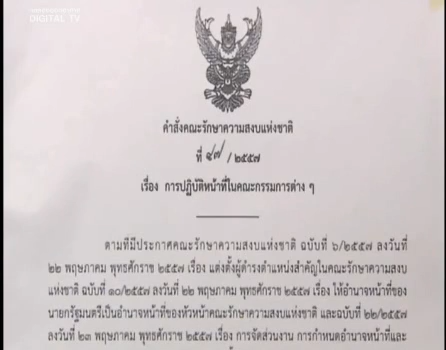 DIGITAL TV
คำสั่งคณะรักษาความสงบแห่งชาติ
ที่ ๔๗/๒๕๕๗
เรื่อง การปฏิบัติหน้าที่ในคณะกรรมการต่าง ๆ
ตามที่มีประกาศคณะรักษาความสงบแห่งชาติ ฉบับที่ ๖/๒๕๕๗ ลงวันที่
๒๒ พฤษภาคม พุทธศักราช ๒๕๕๗ เรื่อง แต่งตั้งผู้ดำรงตำแหน่งสำคัญในคณะรักษาความสงบ
แห่งชาติ ฉบับที่ ๑๐/๒๕๕๗ ลงวันที่ ๒๒ พฤษภาคม พุทธศักราช ๒๕๕๗ เรื่อง ให้อำนาจหน้าที่ของ
นายกรัฐมนตรีเป็นอำนาจหน้าที่ของหัวหน้าคณะรักษาความสงบแห่งชาติ และฉบับที่ ๒๒/๒๕๕๗
ลงวันที่ ๒๓ พฤษภาคม พุทธศักราช ๒๕๕๗ เรื่อง การจัดส่วนงาน การกำหนดอำนาจหน้าที่และ